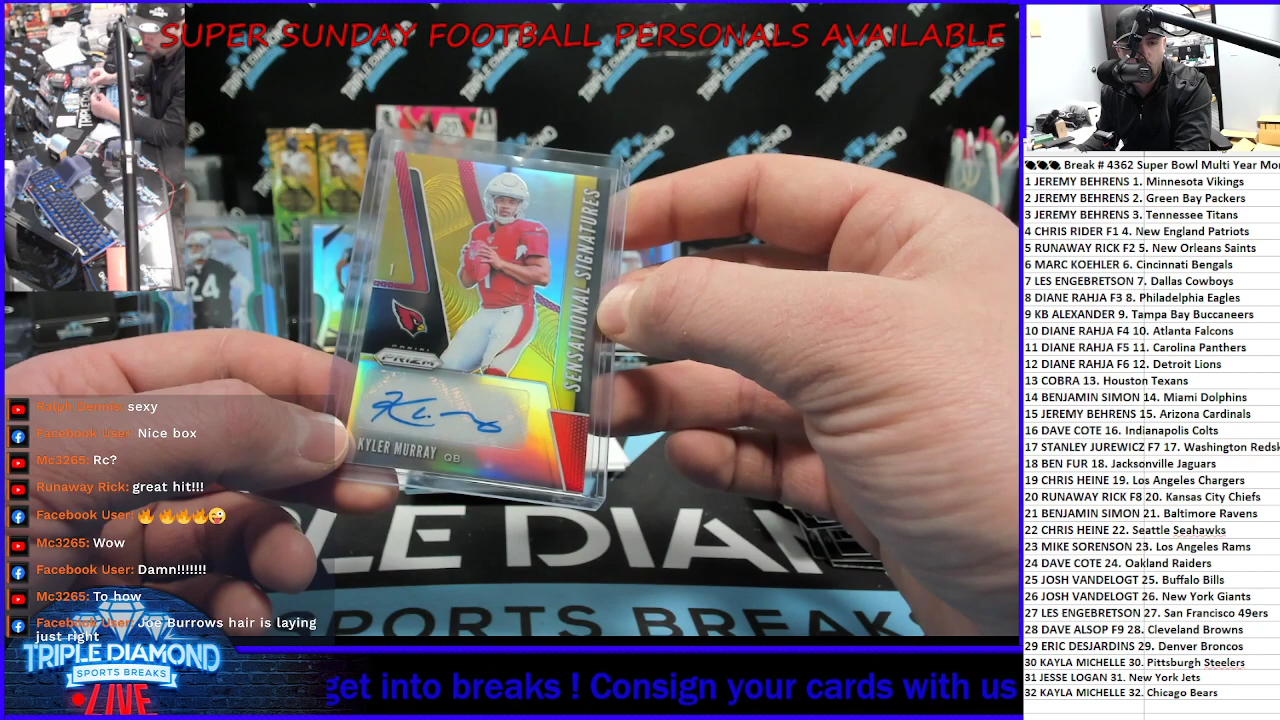 SUPER SUNDAY FOOTBALL PERSONALS AVAILABLE
SENSATIONAL SIGNATURES
PANINI
PRIZM
KYLER MURRAY QB
24
TRIPLE DIAMOND
SPORTS BREAKS
Ralph Dennis: sexy
Facebook User: Nice box
Mc3265: Rc?
Runaway Rick: great hit!!!
Facebook User: 🔥 🔥🔥🔥😜
Mc3265: Wow
Facebook User: Damn!!!!!!!
Mc3265: To how
Facebook User: Joe Burrows hair is laying
just right
TRIPLE DIAMOND
SPORTS BREAKS
LIVE
get into breaks ! Consign your cards with us
Break # 4362 Super Bowl Multi Year Mo
1 JEREMY BEHRENS 1. Minnesota Vikings
2 JEREMY BEHRENS 2. Green Bay Packers
3 JEREMY BEHRENS 3. Tennessee Titans
4 CHRIS RIDER F1 4. New England Patriots
5 RUNAWAY RICK F2 5. New Orleans Saints
6 MARC KOEHLER 6. Cincinnati Bengals
7 LES ENGEBRETSON 7. Dallas Cowboys
8 DIANE RAHJA F3 8. Philadelphia Eagles
9 KB ALEXANDER 9. Tampa Bay Buccaneers
10 DIANE RAHJA F4 10. Atlanta Falcons
11 DIANE RAHJA F5 11. Carolina Panthers
12 DIANE RAHJA F6 12. Detroit Lions
13 COBRA 13. Houston Texans
14 BENJAMIN SIMON 14. Miami Dolphins
15 JEREMY BEHRENS 15. Arizona Cardinals
16 DAVE COTE 16. Indianapolis Colts
17 STANLEY JANUSIEWICZ F7 17. Washington Redsk
18 BEN FUR 18. Jacksonville Jaguars
19 CHRIS HEINE 19. Los Angeles Chargers
20 RUNAWAY RICK F8 20. Kansas City Chiefs
21 BENJAMIN SIMON 21. Baltimore Ravens
22 CHRIS HEINE 22. Seattle Seahawks
23 MIKE SORENSON 23. Los Angeles Rams
24 DAVE COTE 24. Oakland Raiders
25 JOSH VANDELOGT 25. Buffalo Bills
26 JOSH VANDELOGT 26. New York Giants
27 LES ENGEBRETSON 27. San Francisco 49ers
28 DAVE ALSOP F9 28. Cleveland Browns
29. Denver Broncos
30 KAYLA MICHELLE 30. Pittsburgh Steelers
31 JESSE LOGAN 31. New York Jets
32 KAYLA MICHELLE 32. Chicago Bears